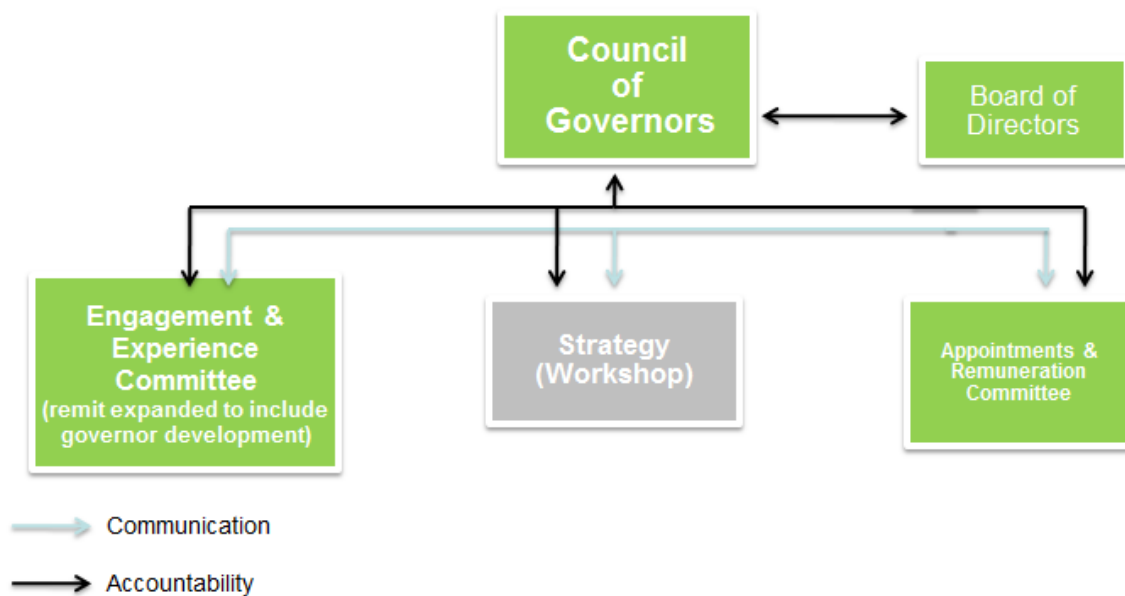 Council
of
Governors
Board of
Directors
Engagement &
Experience
Committee
(remit expanded to include
governor development)
Strategy
(Workshop)
Appointments &
Remuneration
Committee
Communication
Accountability